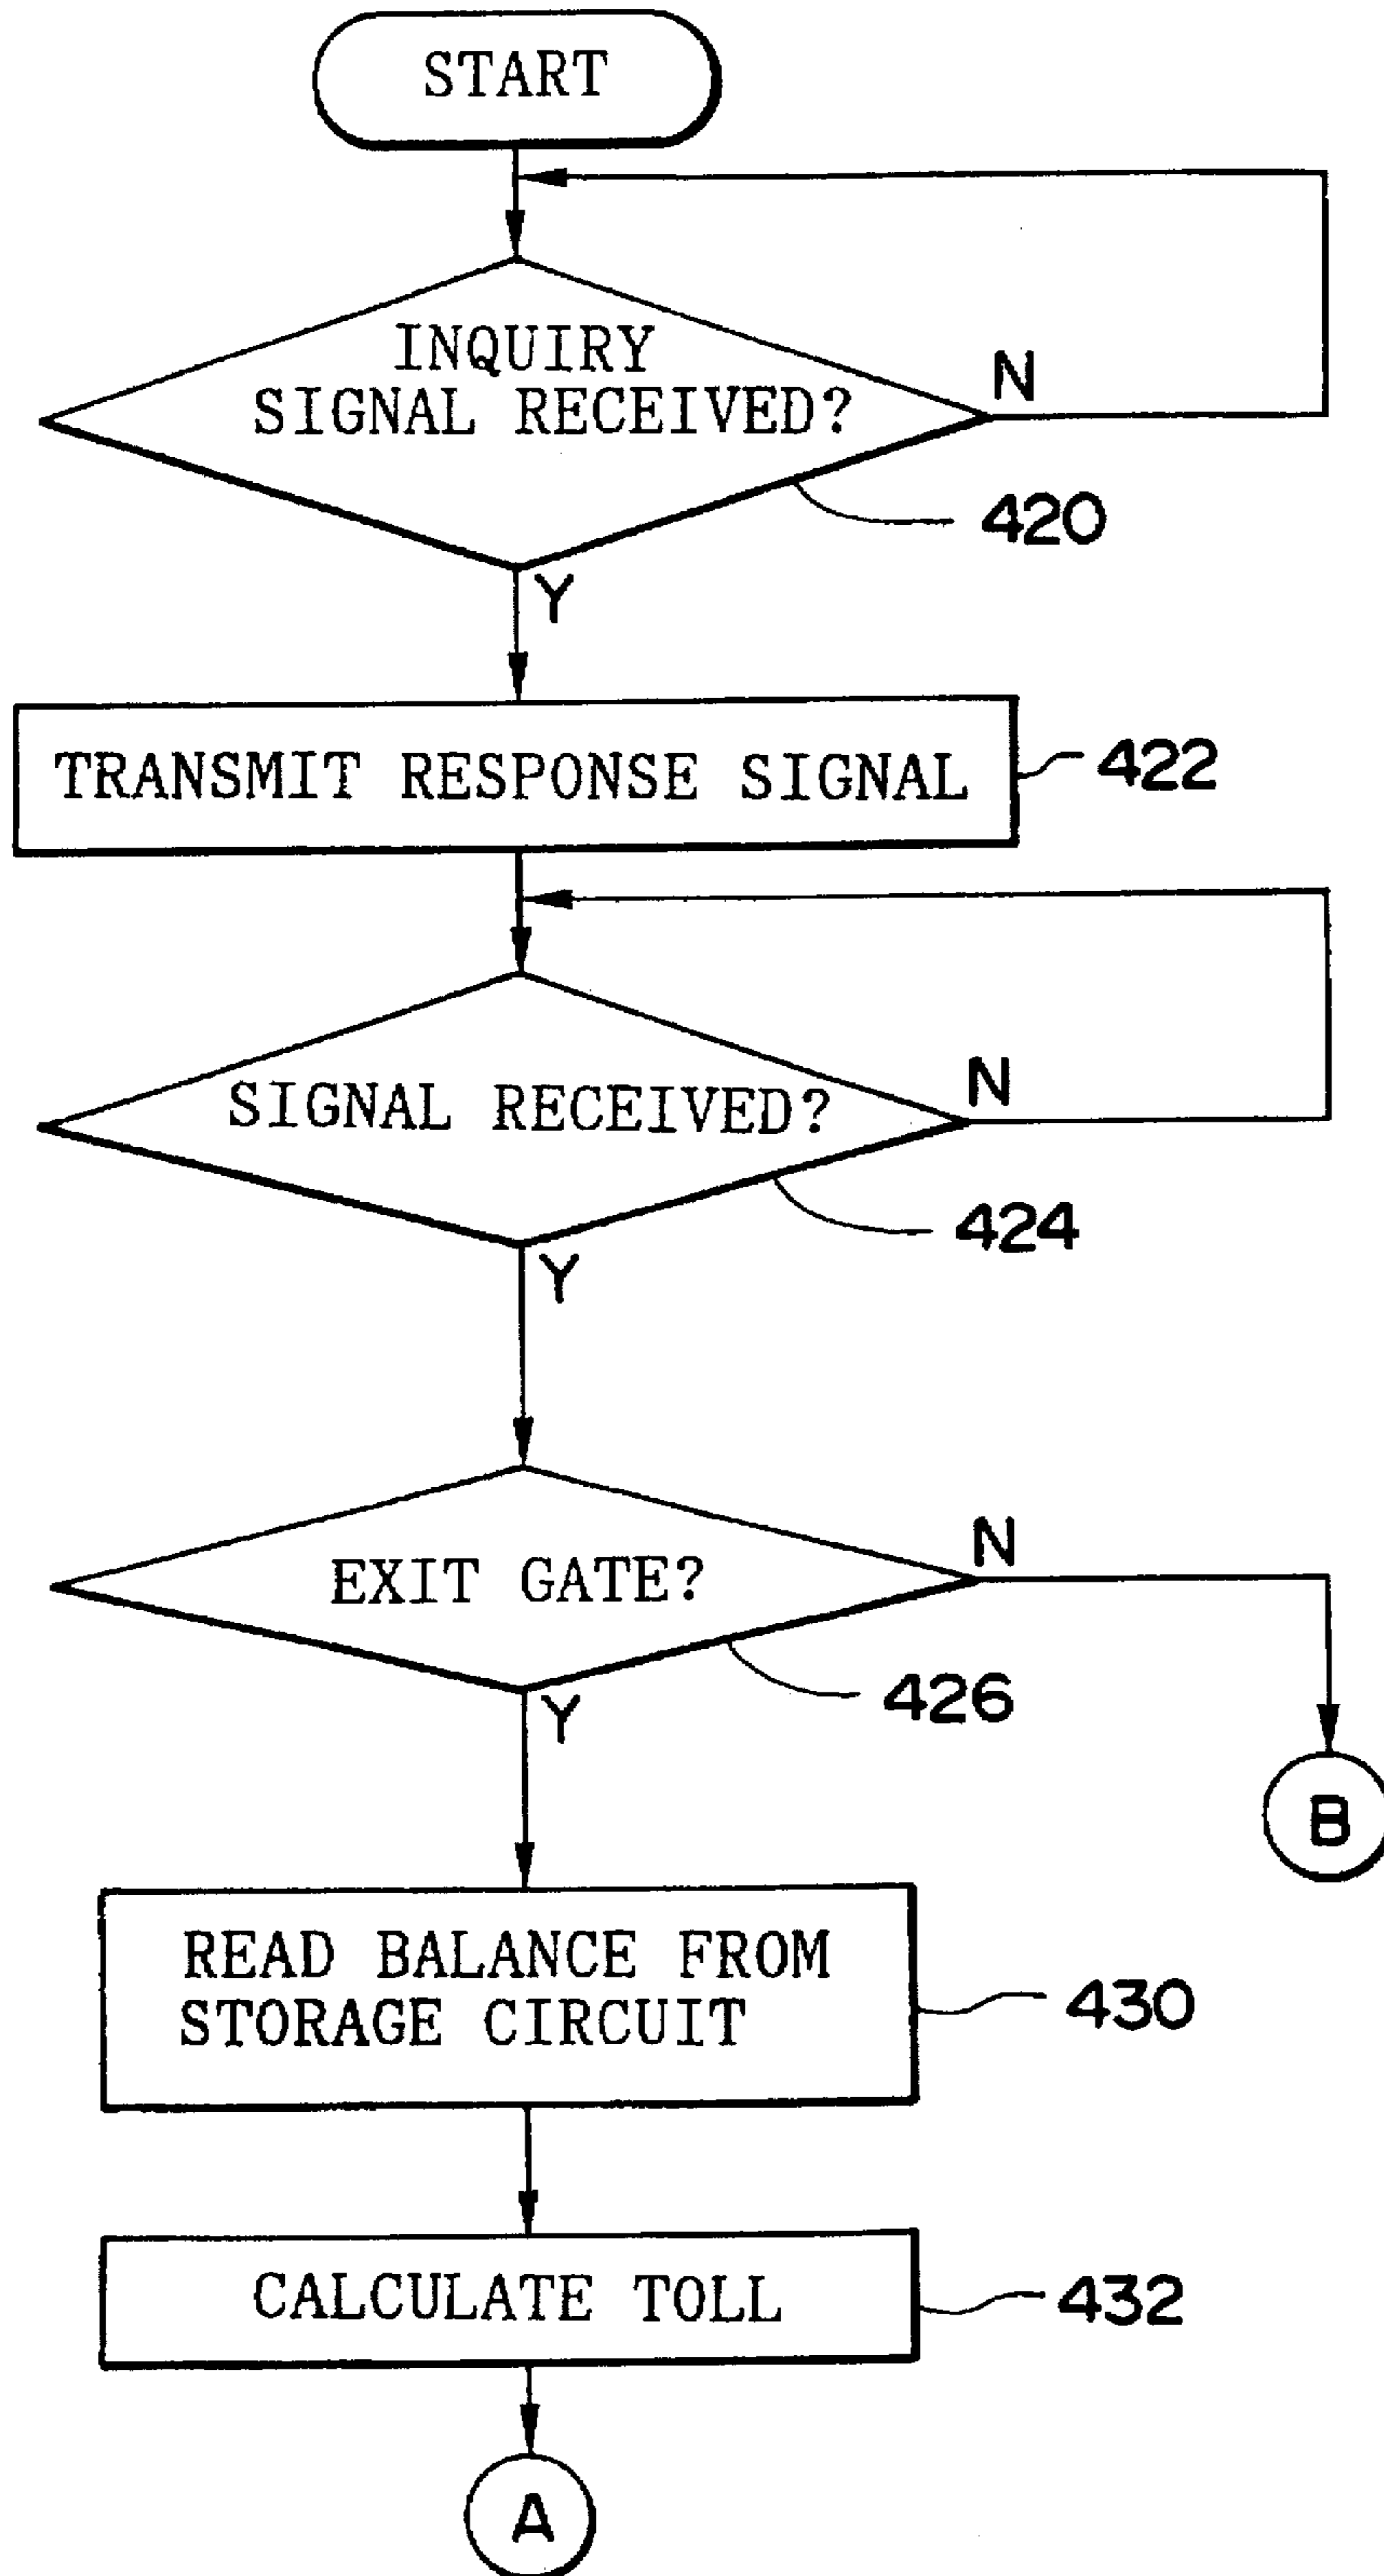 START
INQUIRY
SIGNAL RECEIVED?
N
420
Y
TRANSMIT RESPONSE SIGNAL
422
SIGNAL RECEIVED?
N
424
Y
EXIT GATE?
N
426
Y
B
READ BALANCE FROM
STORAGE CIRCUIT
430
CALCULATE TOLL
432
A